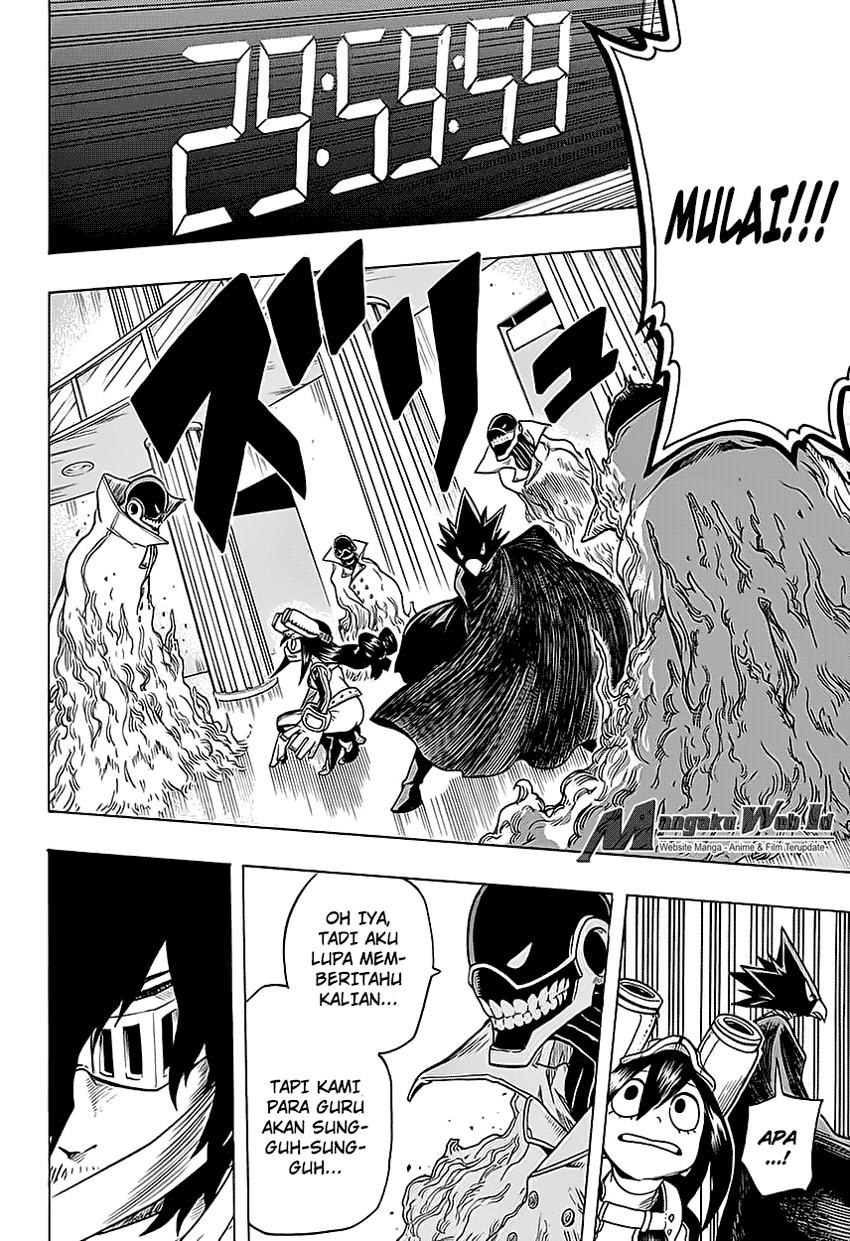 29:59:59
MULAI!!!
ズリュ
Mangaku.Web.Id
Website Manga - Anime & Film Terupdate
APA
...!
OH IYA,
TADI AKU
LUPA MEM-
BERITAHU
KALIAN...
TAPI KAMI
PARA GURU
AKAN SUNG-
GUH-SUNG-
GUH...